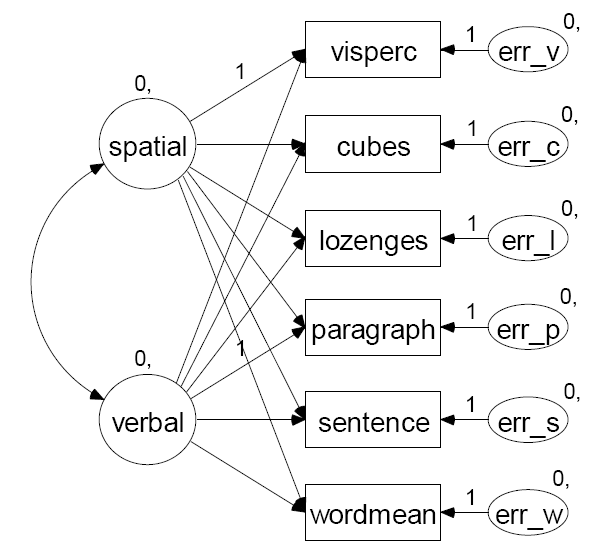 0,
1
visperc
1
err_v
0,
spatial
cubes
1
err_c
0,
lozenges
1
err_l
0,
1
paragraph
1
err_p
0,
0,
verbal
sentence
1
err_s
0,
wordmean
1
err_w
0,